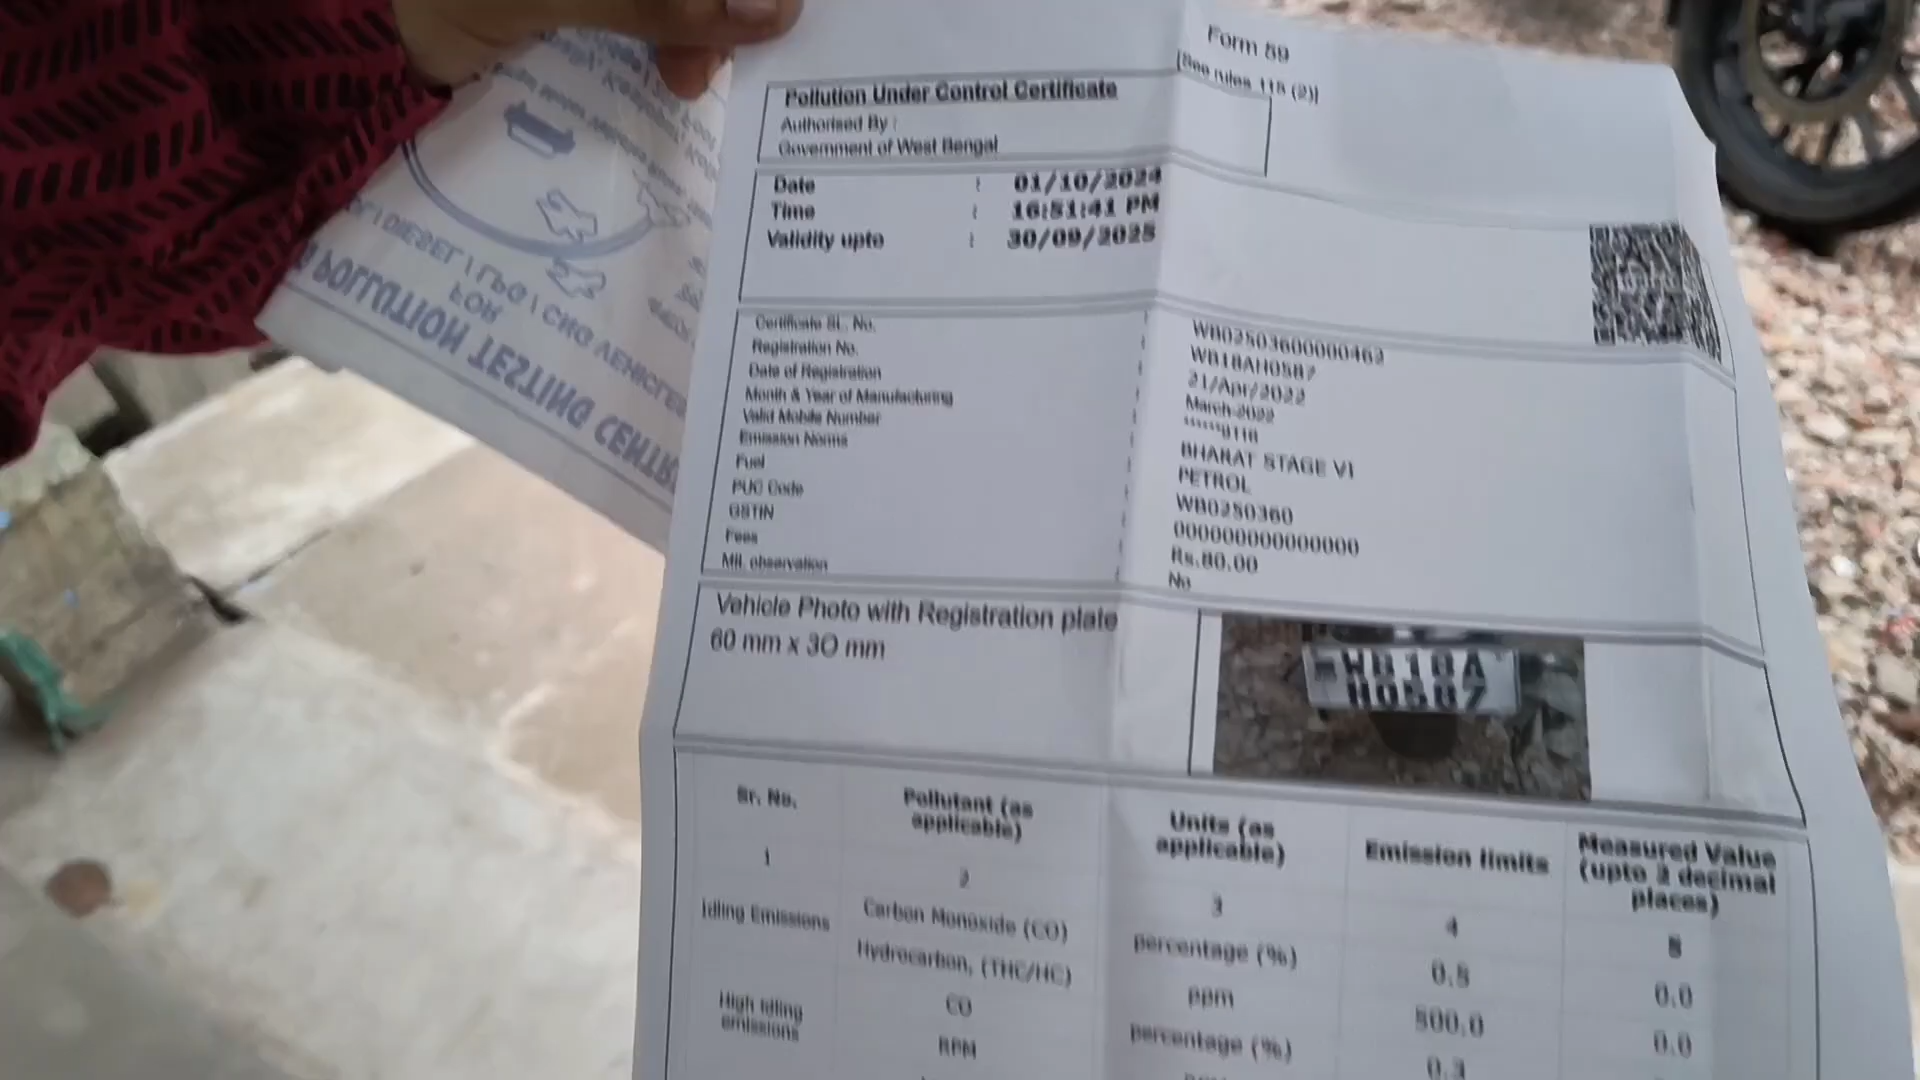 Form 59
[See rules 115 (2)]
Pollution Under Control Certificate
Authorised By :
Government of West Bengal
Date : 01/10/2024
Time : 16:51:41 PM
Validity upto : 30/09/2025
Certificate SL. No. : WB02503600000462
Registration No. : WB18AH0587
Date of Registration : 21/Apr/2022
Month & Year of Manufacturing : March-2022
Valid Mobile Number : ******9116
Emission Norms : BHARAT STAGE VI
Fuel : PETROL
PUC Code : WB0250360
GSTIN : 000000000000000
Fees : Rs.80.00
MIL observation : No
Vehicle Photo with Registration plate
60 mm x 30 mm
WB18A
H0587
Sr. No. Pollutant (as applicable) Units (as applicable) Emission limits Measured Value (upto 2 decimal places)
1 2 3 4 5
Idling Emissions Carbon Monoxide (CO) percentage (%) 0.5 0.0
Hydrocarbon, (THC/HC) ppm 500.0 0.0
High Idling emissions CO percentage (%) 0.3
RPM
POLLUTION TESTING
FOR
DIESEL \ LPG \ CNG VEHICLES